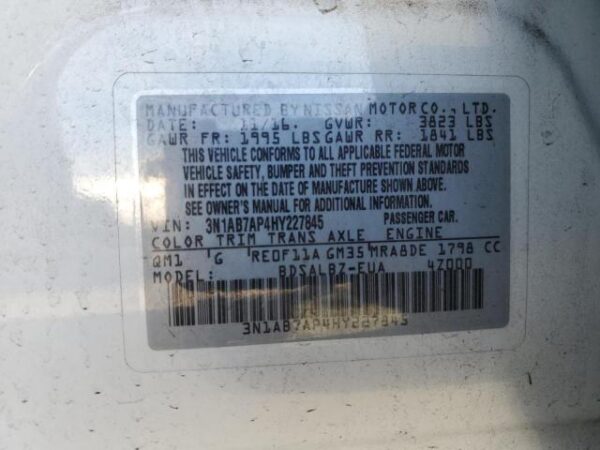 MANUFACTURED BY NISSAN MOTOR CO., LTD.
DATE: 11/16. GVWR: 3823 LBS
GAWR FR: 1995 LBS GAWR RR: 1841 LBS
THIS VEHICLE CONFORMS TO ALL APPLICABLE FEDERAL MOTOR
VEHICLE SAFETY, BUMPER AND THEFT PREVENTION STANDARDS
IN EFFECT ON THE DATE OF MANUFACTURE SHOWN ABOVE.
SEE OWNER'S MANUAL FOR ADDITIONAL INFORMATION.
VIN: 3N1AB7AP4HY227845 PASSENGER CAR.
COLOR TRIM TRANS AXLE ENGINE
QM1 G RE0F11A GM35 MRA8DE 1798 CC
MODEL: BDSALBZ-EUA 4Z000
3N1AB7AP4HY227845